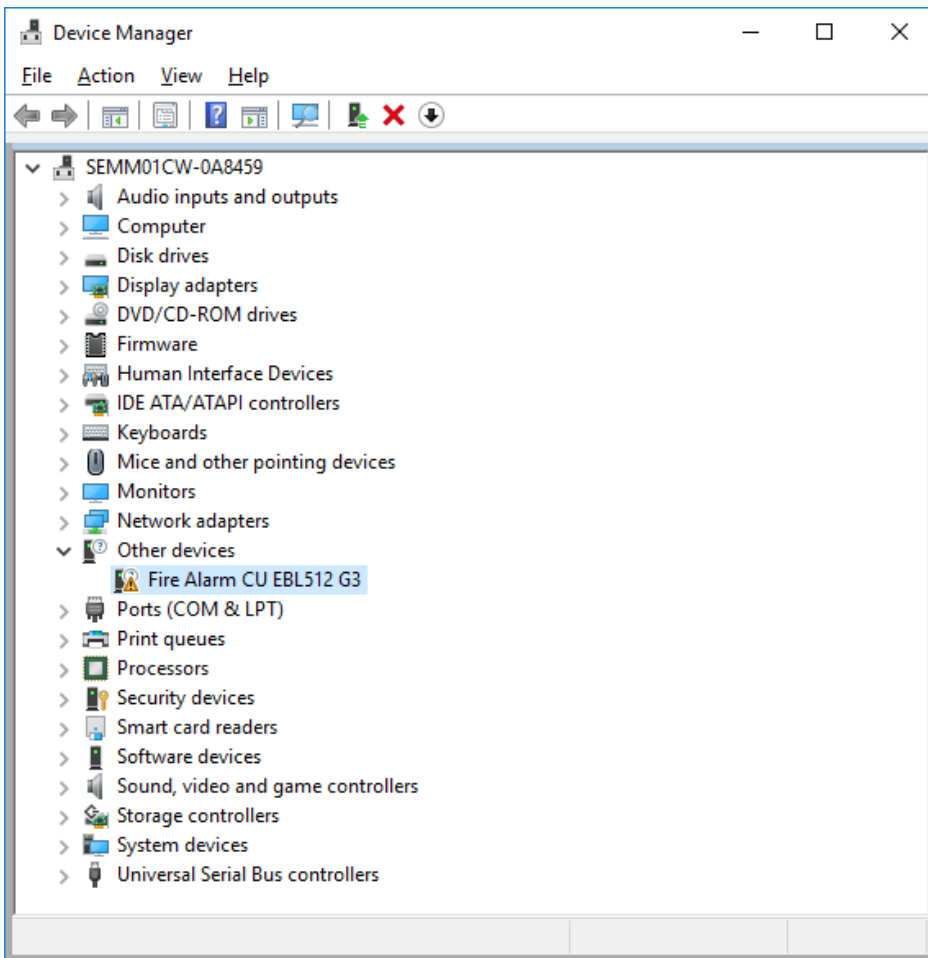 Device Manager
File Action View Help
SEMM01CW-0A8459
Audio inputs and outputs
Computer
Disk drives
Display adapters
DVD/CD-ROM drives
Firmware
Human Interface Devices
IDE ATA/ATAPI controllers
Keyboards
Mice and other pointing devices
Monitors
Network adapters
Other devices
Fire Alarm CU EBL512 G3
Ports (COM & LPT)
Print queues
Processors
Security devices
Smart card readers
Software devices
Sound, video and game controllers
Storage controllers
System devices
Universal Serial Bus controllers